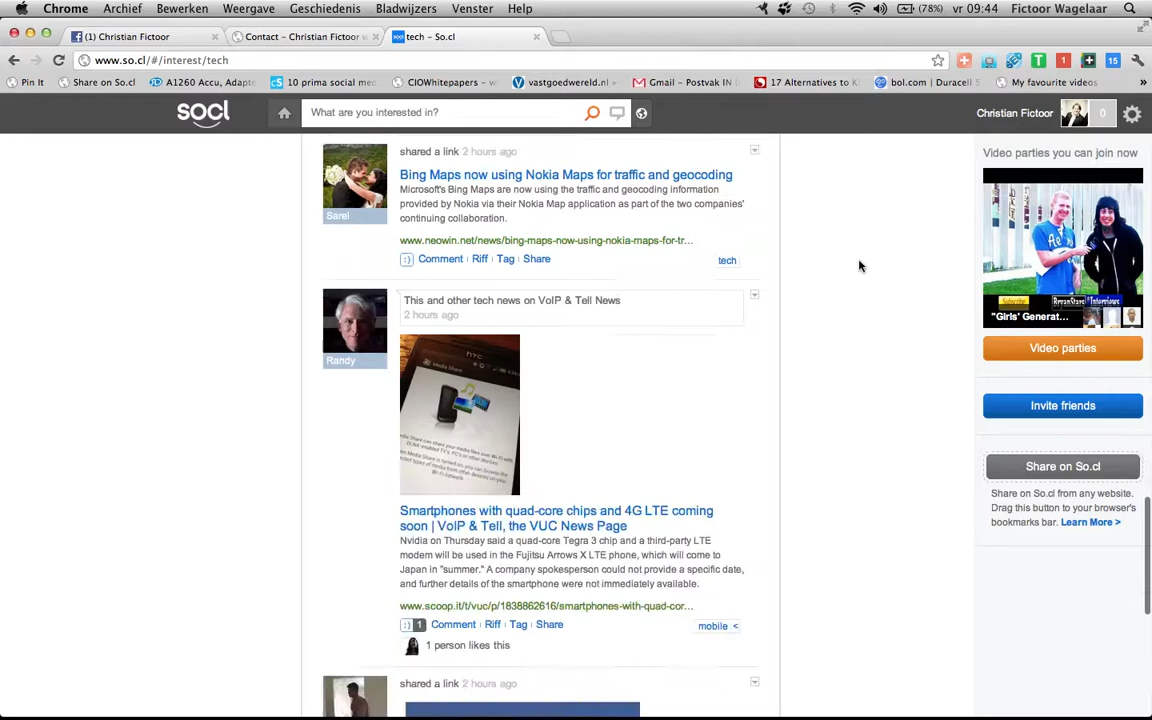 Chrome Archief Bewerken Weergave Geschiedenis Bladwijzers Venster Help (78%) vr 09:44 Fictoor Wagelaar
(1) Christian Fictoor Contact – Christian Fictoor w tech – So.cl
www.so.cl/#/interest/tech T 1 15
Pin It Share on So.cl A1260 Accu, Adapte 10 prima social med CIOWhitepapers – w vastgoedwereld.nl Gmail – Postvak IN ( 17 Alternatives to K bol.com | Duracell My favourite videos »
socl What are you interested in? Christian Fictoor 0
shared a link 2 hours ago
Sarel
Bing Maps now using Nokia Maps for traffic and geocoding
Microsoft's Bing Maps are now using the traffic and geocoding information
provided by Nokia via their Nokia Map application as part of the two companies'
continuing collaboration.
www.neowin.net/news/bing-maps-now-using-nokia-maps-for-tr...
:) Comment Riff Tag Share tech
This and other tech news on VoIP & Tell News
2 hours ago
Randy
hTC
Media Share
Smartphones with quad-core chips and 4G LTE coming
soon | VoIP & Tell, the VUC News Page
Nvidia on Thursday said a quad-core Tegra 3 chip and a third-party LTE
modem will be used in the Fujitsu Arrows X LTE phone, which will come to
Japan in "summer." A company spokesperson could not provide a specific date,
and further details of the smartphone were not immediately available.
www.scoop.it/t/vuc/p/1838862616/smartphones-with-quad-cor...
:) 1 Comment Riff Tag Share mobile <
1 person likes this
shared a link 2 hours ago
Video parties you can join now
Subscribe BryanStars Interviews
"Girls' Generat...
Video parties
Invite friends
Share on So.cl
Share on So.cl from any website.
Drag this button to your browser's
bookmarks bar. Learn More >